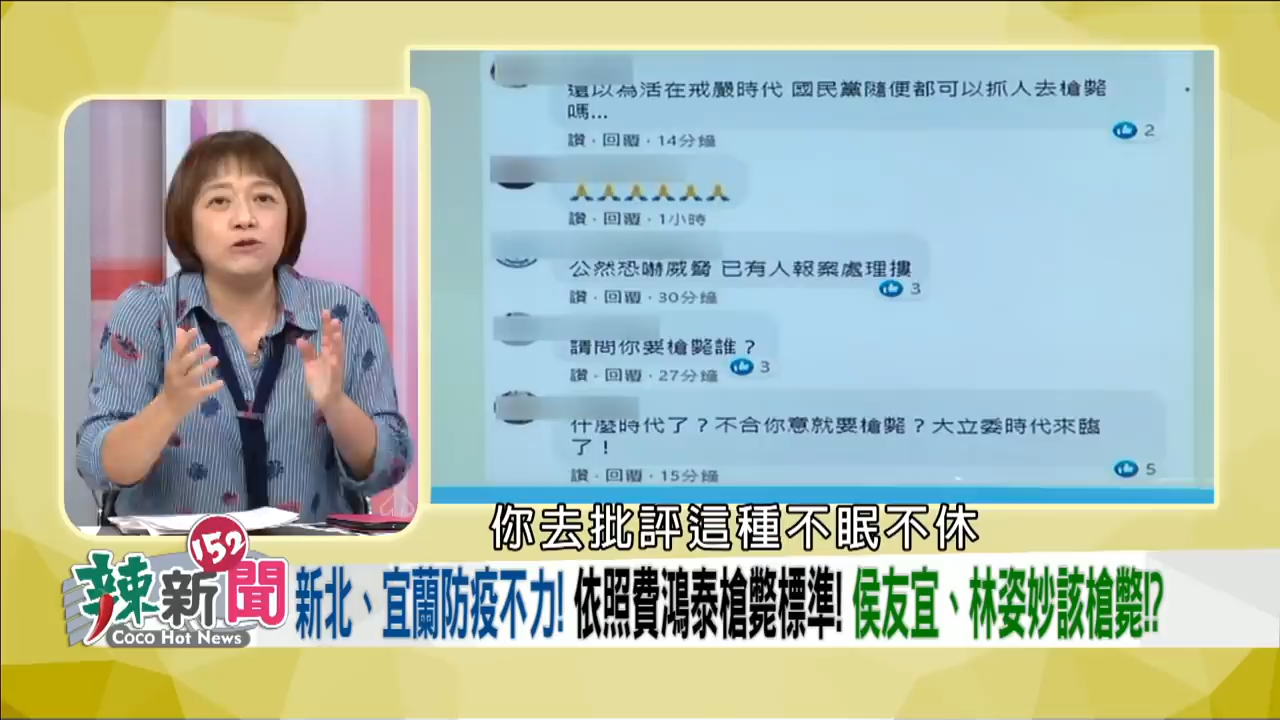 還以為活在戒嚴時代 國民黨隨便都可以抓人去槍斃
嗎...
讚·回覆·14分鐘
2
讚·回覆·1小時
公然恐嚇威脅 已有人報案處理摟
讚·回覆·30分鐘
3
請問你要槍斃誰？
讚·回覆·27分鐘
3
什麼時代了？不合你意就要槍斃？大立委時代來臨
了！
讚·回覆·15分鐘
5
你去批評這種不眠不休
152
辣新聞
Coco Hot News
新北、宜蘭防疫不力! 依照費鴻泰槍斃標準! 侯友宜、林姿妙該槍斃!?